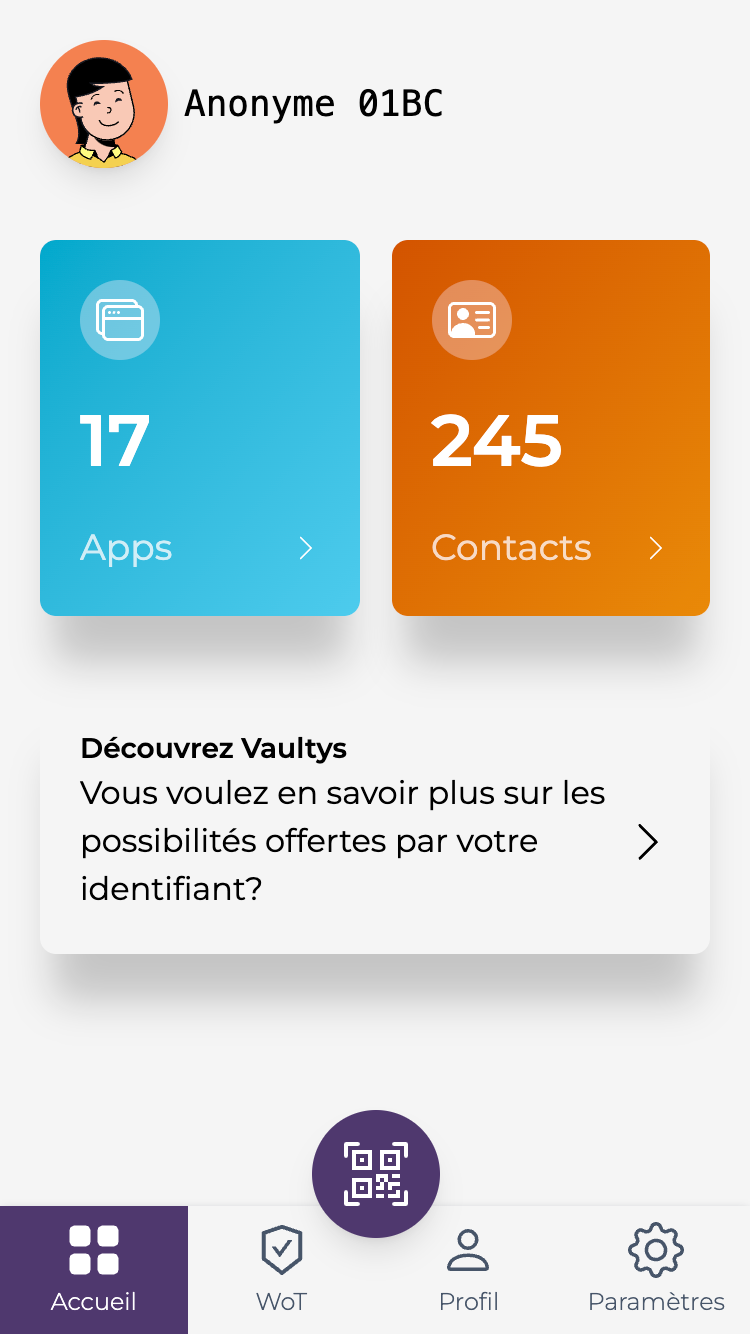 Anonyme 01BC
17
245
Apps
Contacts
Découvrez Vaultys
Vous voulez en savoir plus sur les
possibilités offertes par votre
identifiant?
Accueil
WoT
Profil
Paramètres